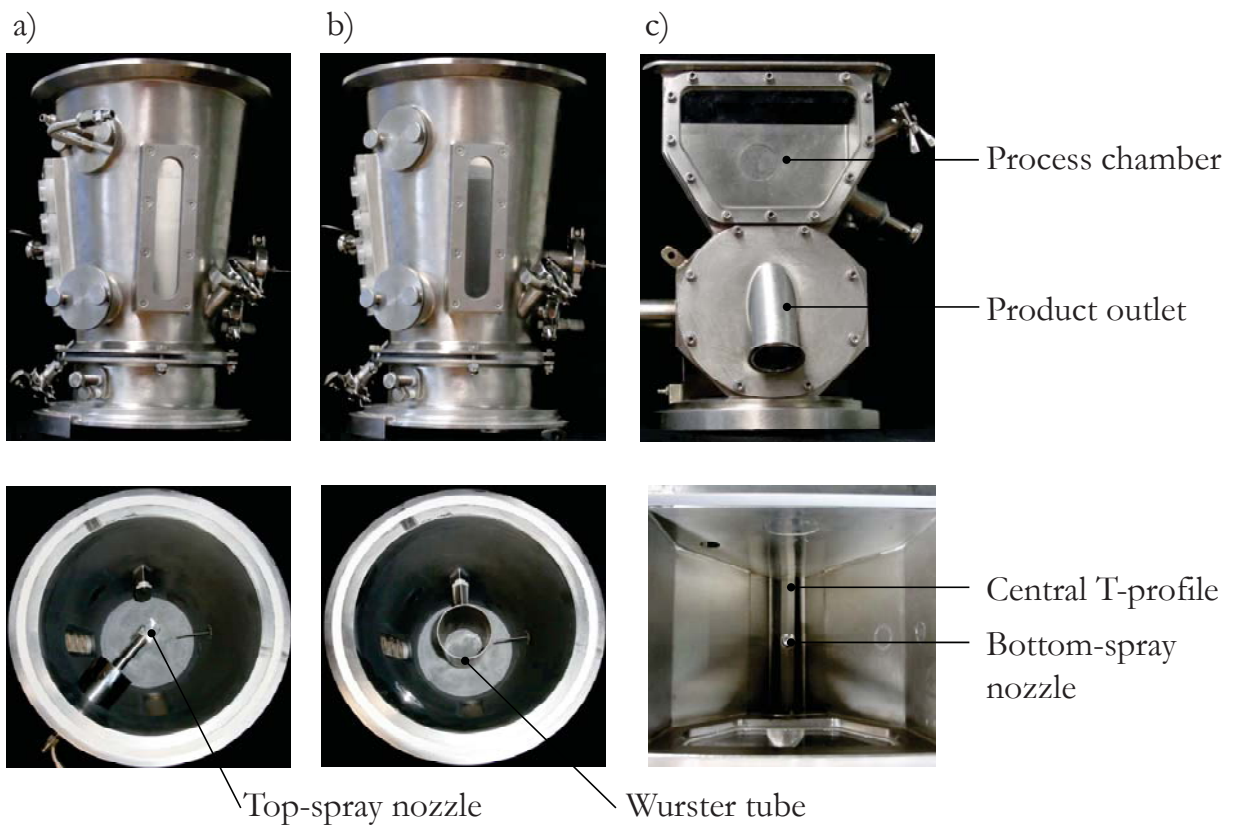 a)
b)
c)
Process chamber
Product outlet
Central T-profile
Bottom-spray
nozzle
Top-spray nozzle
Wurster tube